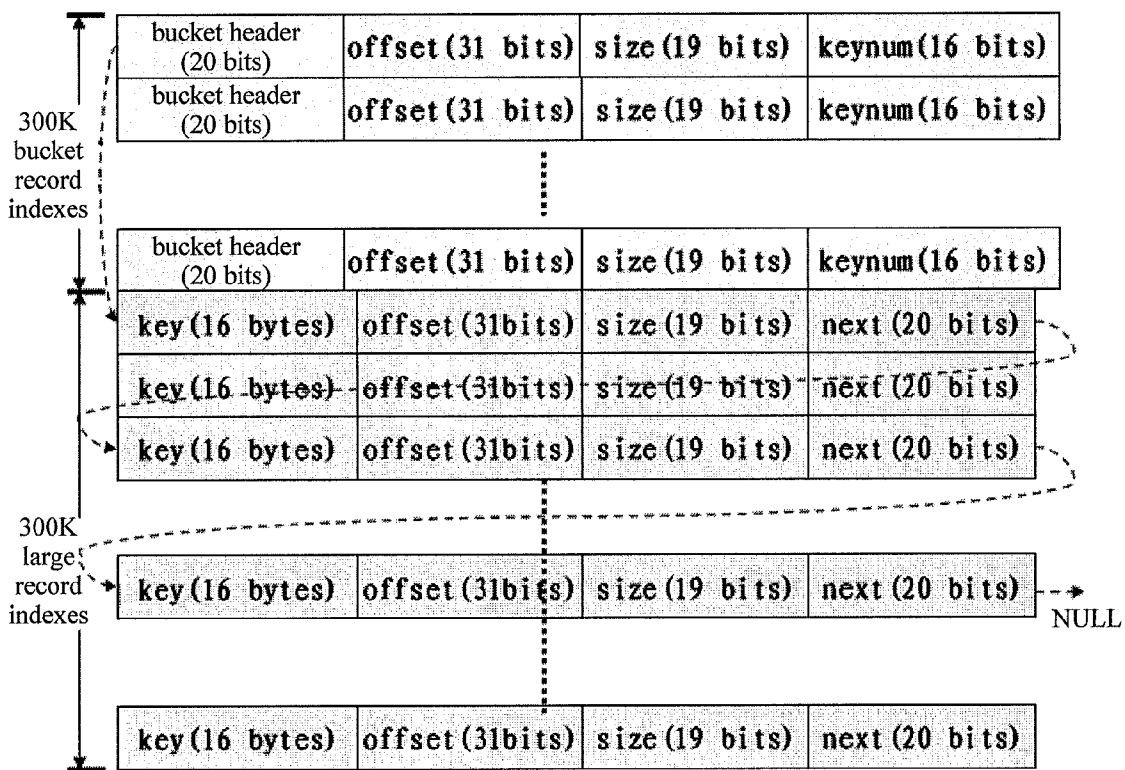 bucket header
(20 bits)
offset(31 bits)
size(19 bits)
keynum(16 bits)
bucket header
(20 bits)
offset(31 bits)
size(19 bits)
keynum(16 bits)
300K
bucket
record
indexes
bucket header
(20 bits)
offset(31 bits)
size(19 bits)
keynum(16 bits)
key(16 bytes)
offset(31bits)
size(19 bits)
next(20 bits)
key(16 bytes)
offset(31bits)
size(19 bits)
next(20 bits)
key(16 bytes)
offset(31bits)
size(19 bits)
next(20 bits)
300K
large
record
indexes
key(16 bytes)
offset(31bits)
size(19 bits)
next(20 bits)
NULL
key(16 bytes)
offset(31bits)
size(19 bits)
next(20 bits)